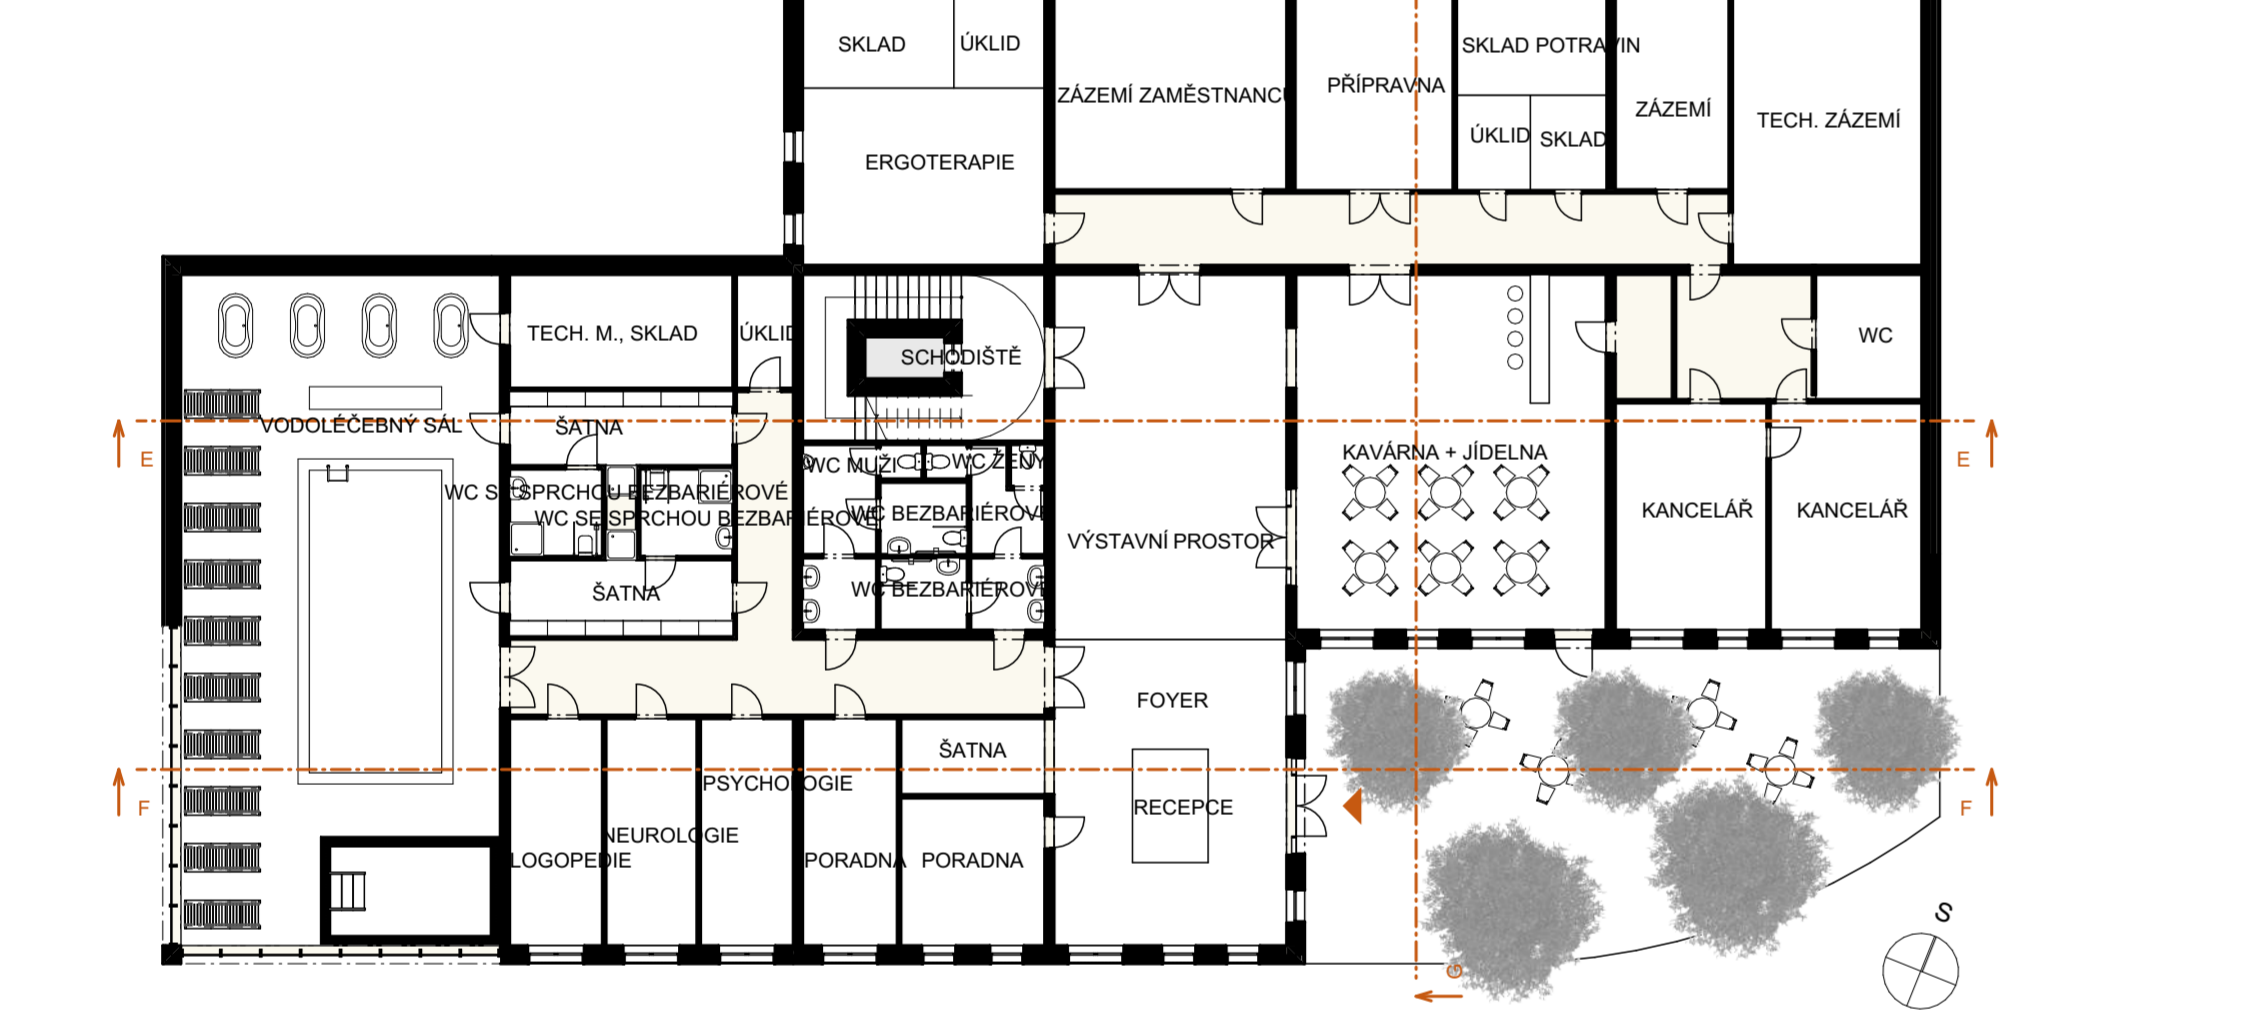 SKLAD
ÚKLID
SKLAD POTRAVIN
ZÁZEMÍ ZAMĚSTNANCŮ
PŘÍPRAVNA
ZÁZEMÍ
TECH. ZÁZEMÍ
ÚKLID
SKLAD
ERGOTERAPIE
TECH. M., SKLAD
ÚKLID
SCHODIŠTĚ
WC
VODOLÉČEBNÝ SÁL
ŠATNA
E
WC MUŽI
WC ŽENY
KAVÁRNA + JÍDELNA
E
WC SE SPRCHOU BEZBARIÉROVÉ
WC SE SPRCHOU BEZBARIÉROVÉ
WC BEZBARIÉROVÉ
KANCELÁŘ
KANCELÁŘ
VÝSTAVNÍ PROSTOR
ŠATNA
WC BEZBARIÉROVÉ
FOYER
ŠATNA
PSYCHOLOGIE
F
RECEPCE
F
NEUROLOGIE
LOGOPEDIE
PORADNA
PORADNA
S
G